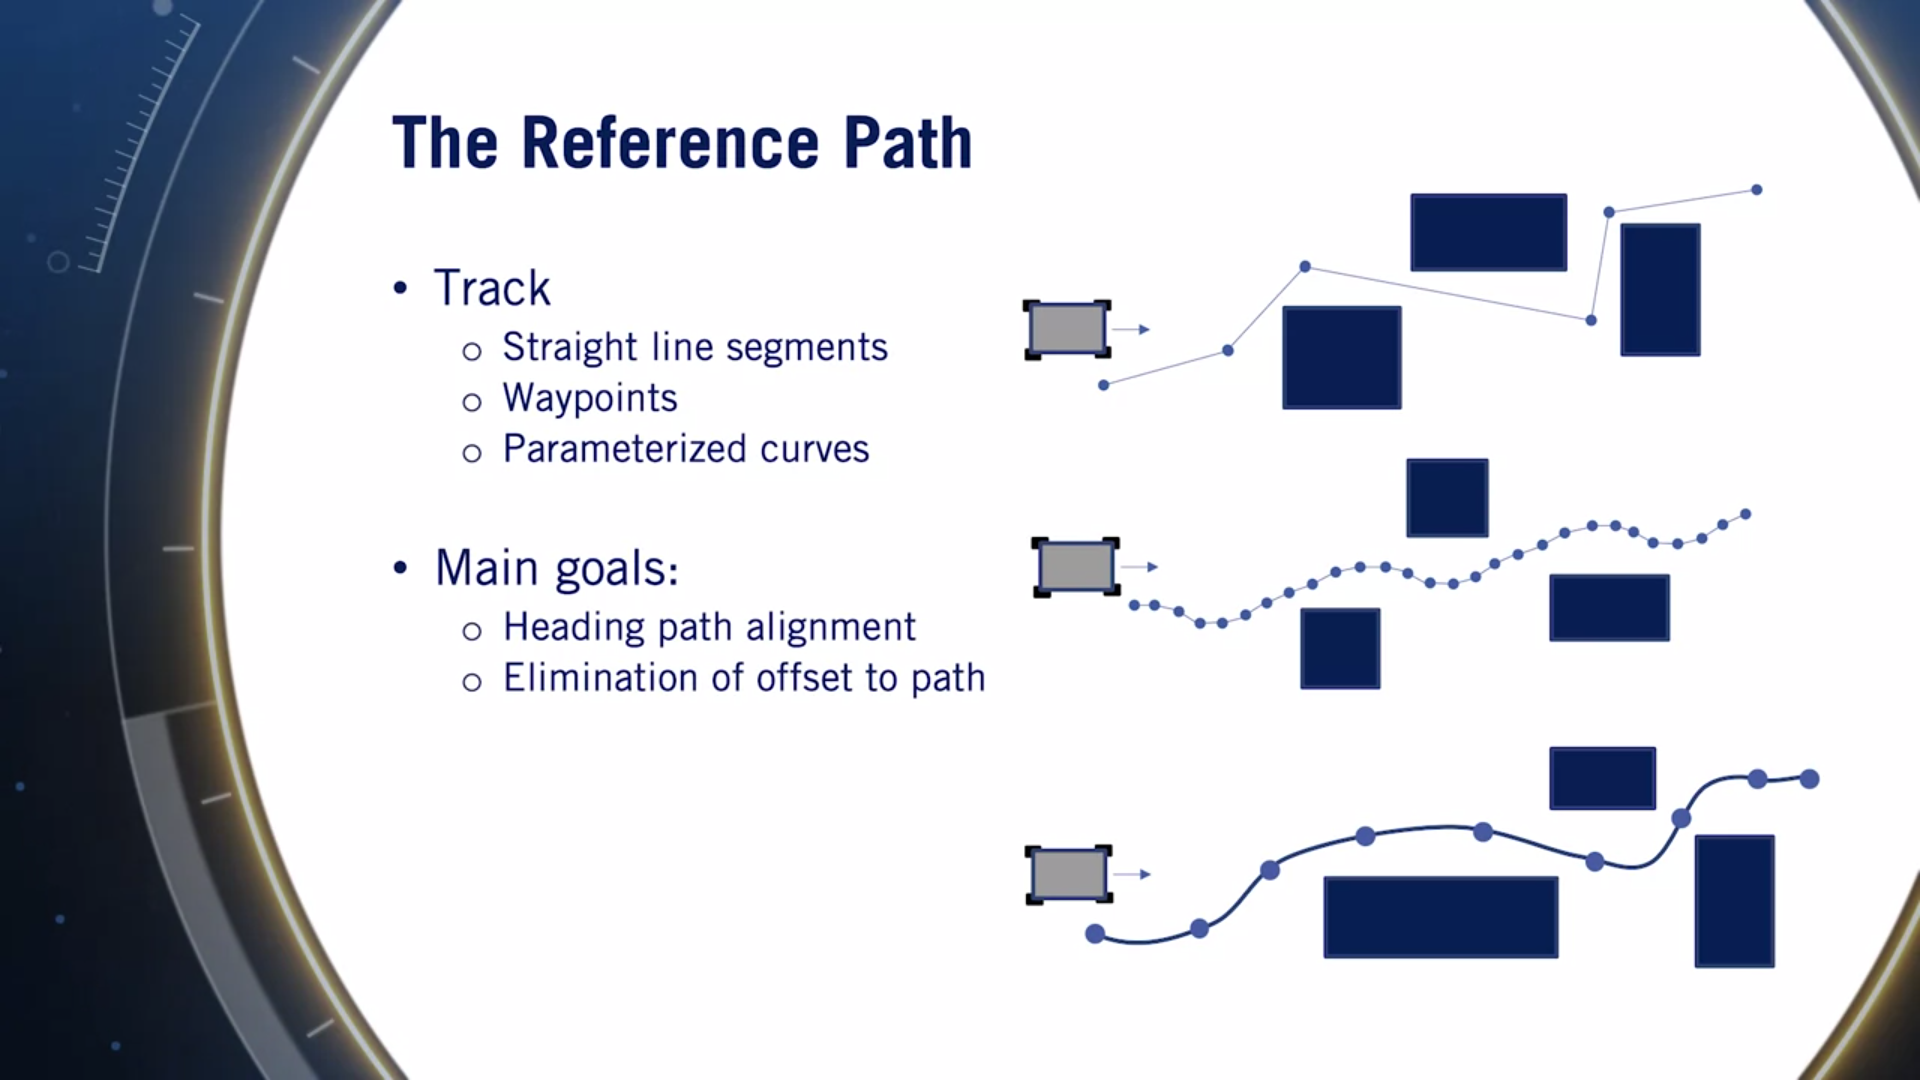 The Reference Path
• Track
o Straight line segments
o Waypoints
o Parameterized curves
• Main goals:
o Heading path alignment
o Elimination of offset to path